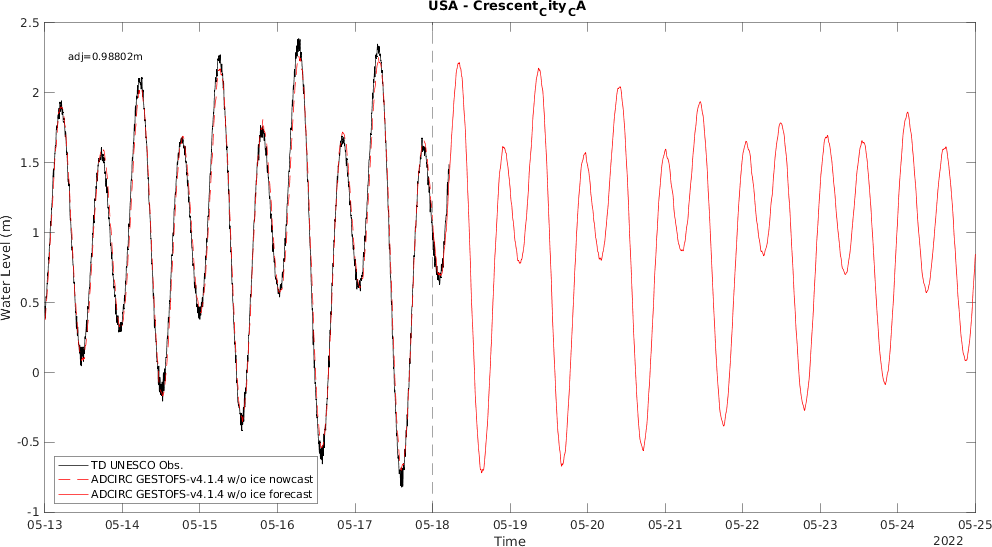 USA - Crescent_City_CA
adj=0.98802m
2.5
2
1.5
1
0.5
0
-0.5
-1
Water Level (m)
TD UNESCO Obs.
ADCIRC GESTOFS-v4.1.4 w/o ice nowcast
ADCIRC GESTOFS-v4.1.4 w/o ice forecast
05-13 05-14 05-15 05-16 05-17 05-18 05-19 05-20 05-21 05-22 05-23 05-24 05-25
Time
2022